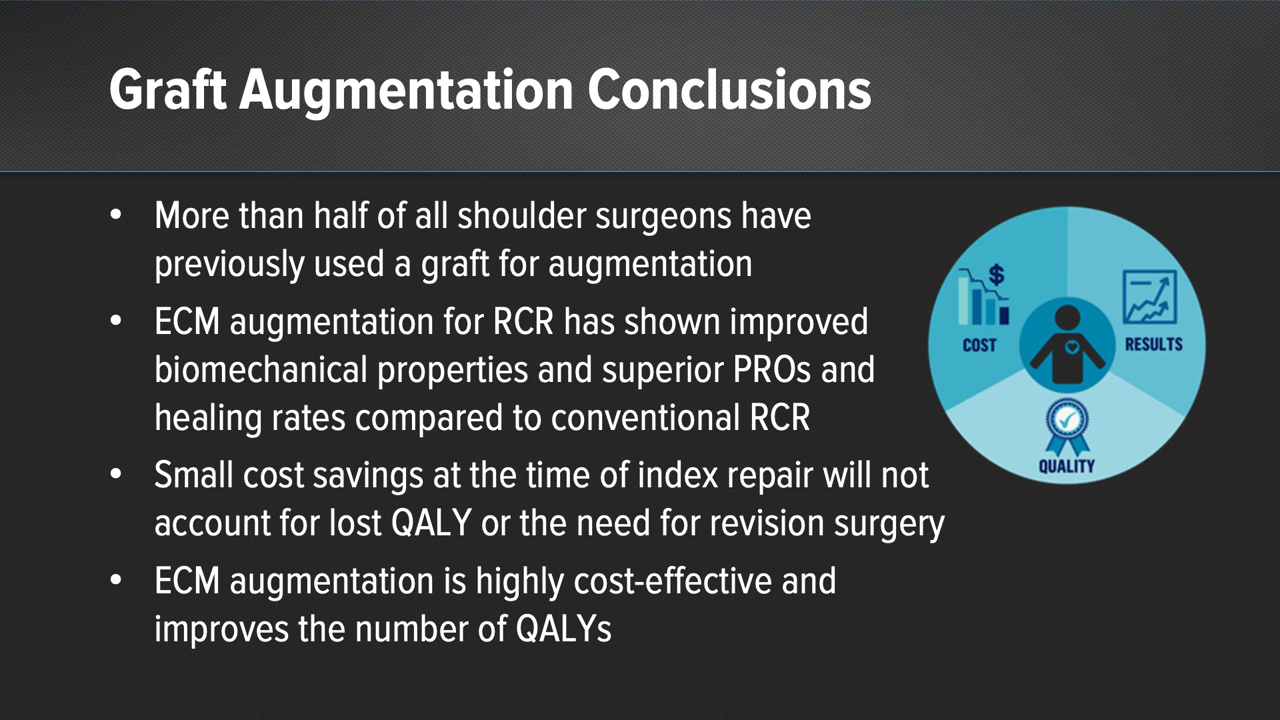 Graft Augmentation Conclusions
• More than half of all shoulder surgeons have
previously used a graft for augmentation
• ECM augmentation for RCR has shown improved
biomechanical properties and superior PROs and
healing rates compared to conventional RCR
• Small cost savings at the time of index repair will not
account for lost QALY or the need for revision surgery
• ECM augmentation is highly cost-effective and
improves the number of QALYs
$
COST
RESULTS
QUALITY